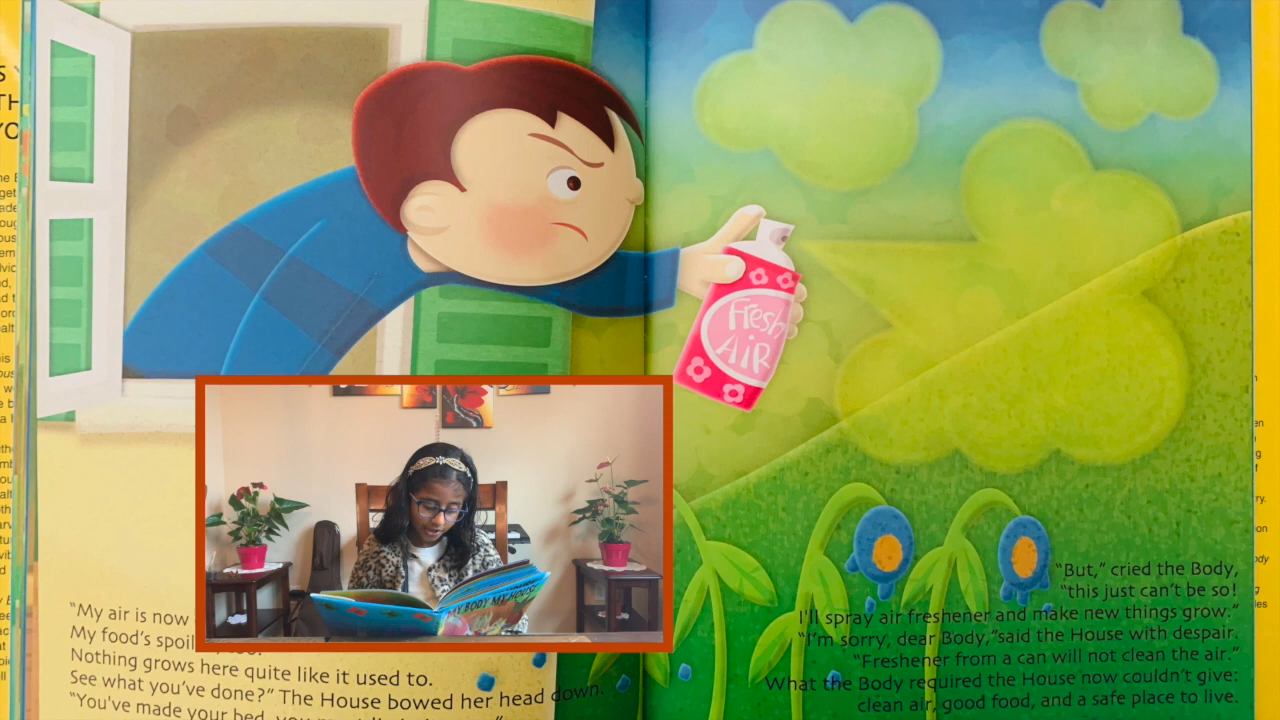 Fresh
AiR
MY BODY MY HOUSE
"My air is now
My food's spoil
Nothing grows here quite like it used to.
See what you've done?" The House bowed her head down.
"You've made your bed,
"But," cried the Body,
"this just can't be so!
I'll spray air freshener and make new things grow."
"I'm sorry, dear Body,"said the House with despair.
"Freshener from a can will not clean the air."
What the Body required the House now couldn't give:
clean air, good food, and a safe place to live.